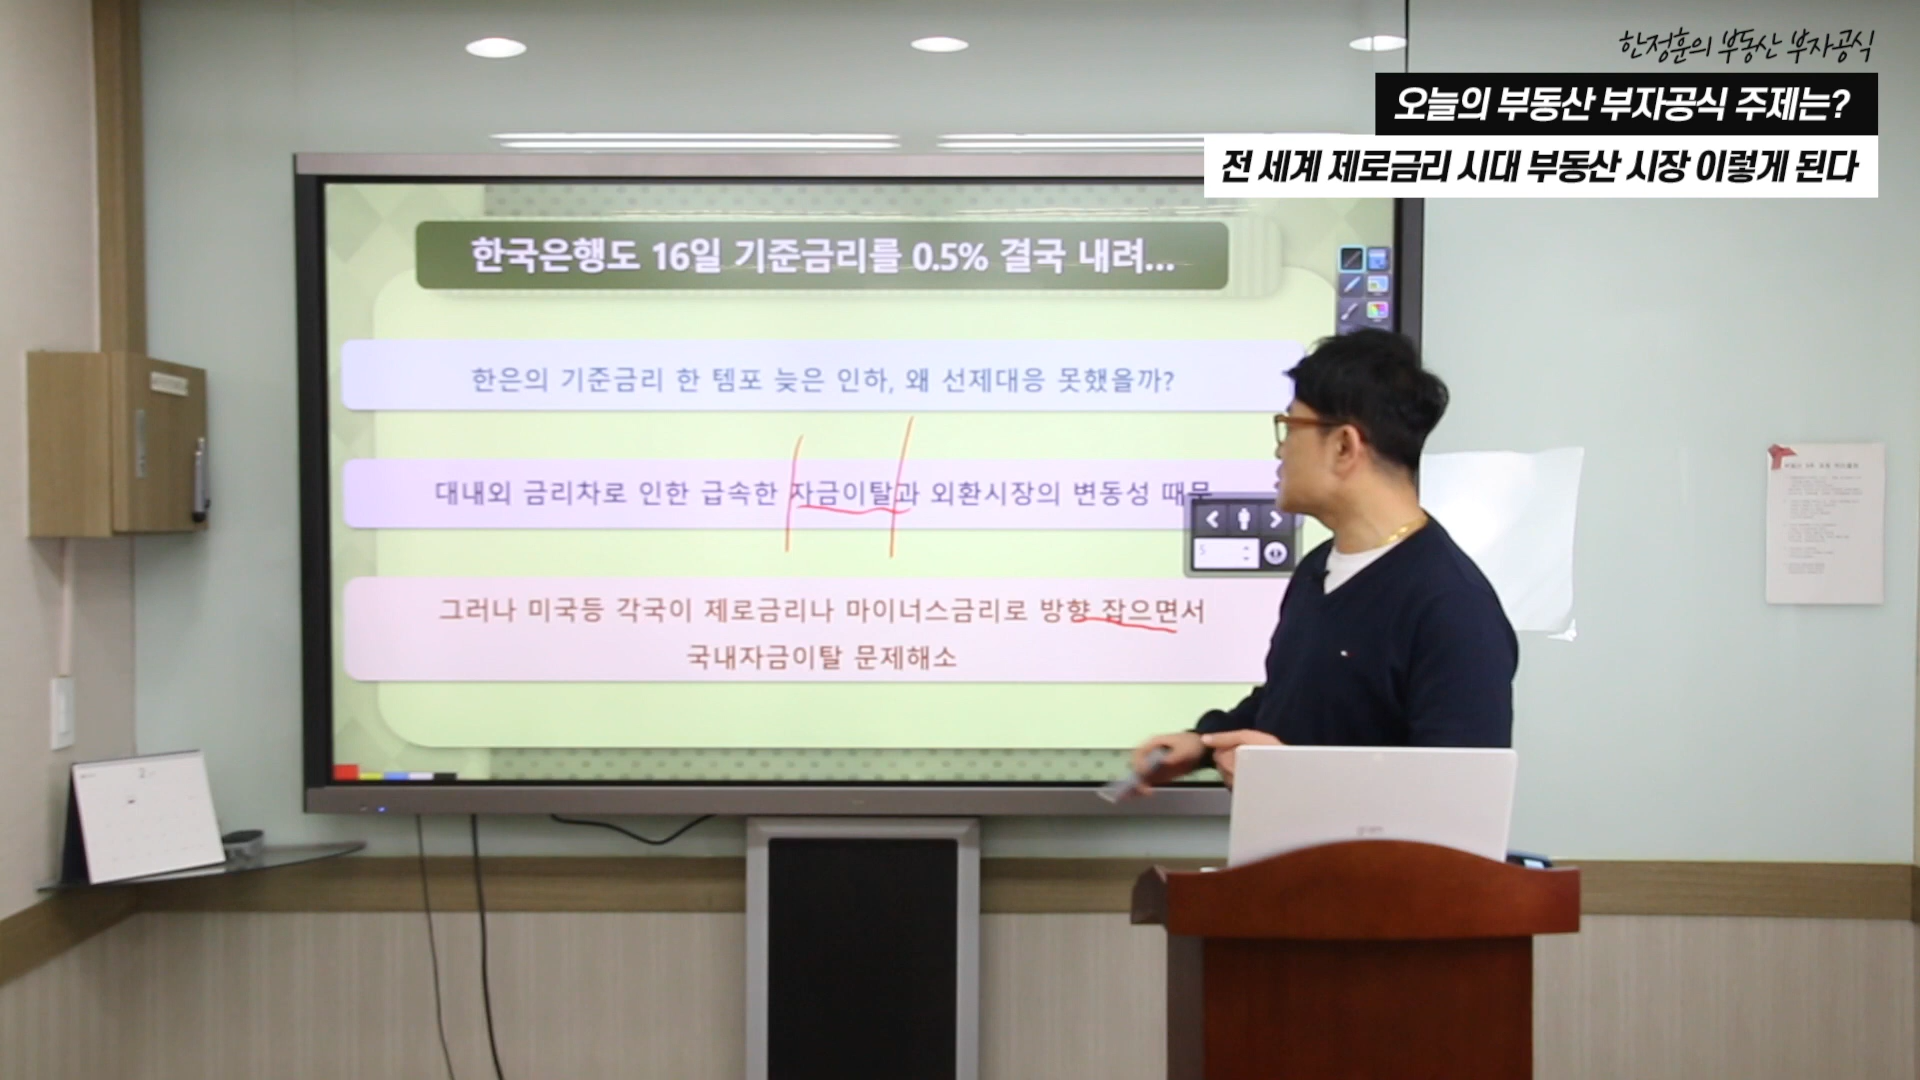 한정훈의 부동산 부자공식
오늘의 부동산 부자공식 주제는?
전 세계 제로금리 시대 부동산 시장 이렇게 된다
한국은행도 16일 기준금리를 0.5% 결국 내려...
한은의 기준금리 한 템포 늦은 인하, 왜 선제대응 못했을까?
대내외 금리차로 인한 급속한 자금이탈과 외환시장의 변동성 때문
5
그러나 미국등 각국이 제로금리나 마이너스금리로 방향 잡으면서
국내자금이탈 문제해소
gram